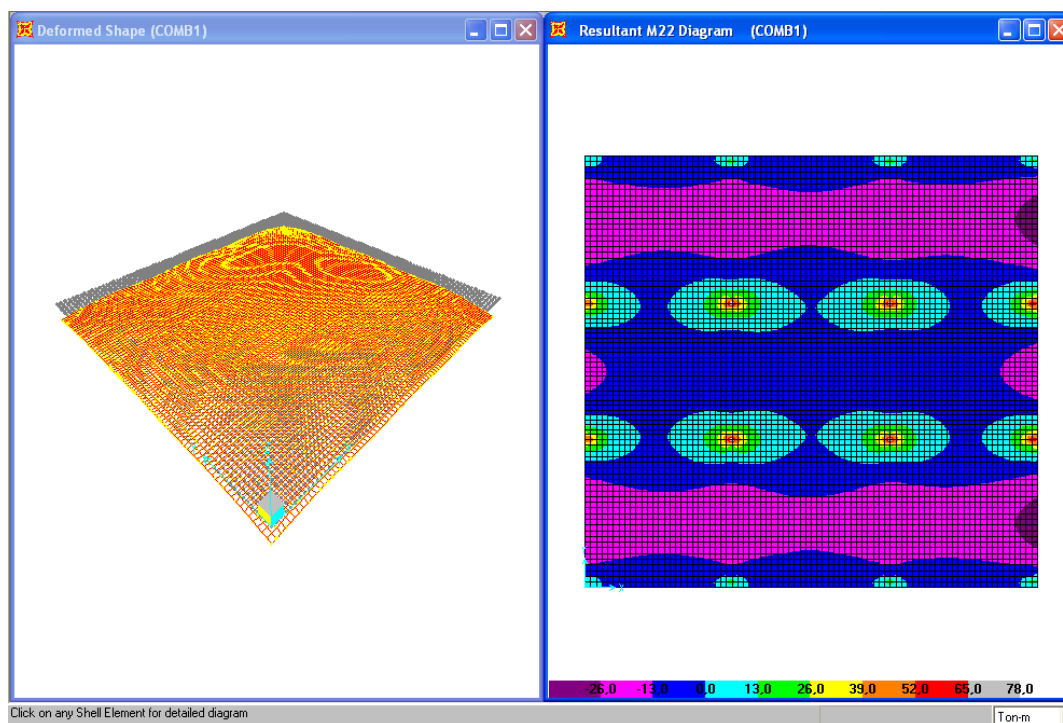 Deformed Shape (COMB1)
Resultant M22 Diagram (COMB1)
X
-26,0 -13,0 0,0 13,0 26,0 39,0 52,0 65,0 78,0
Click on any Shell Element for detailed diagram
Ton-m